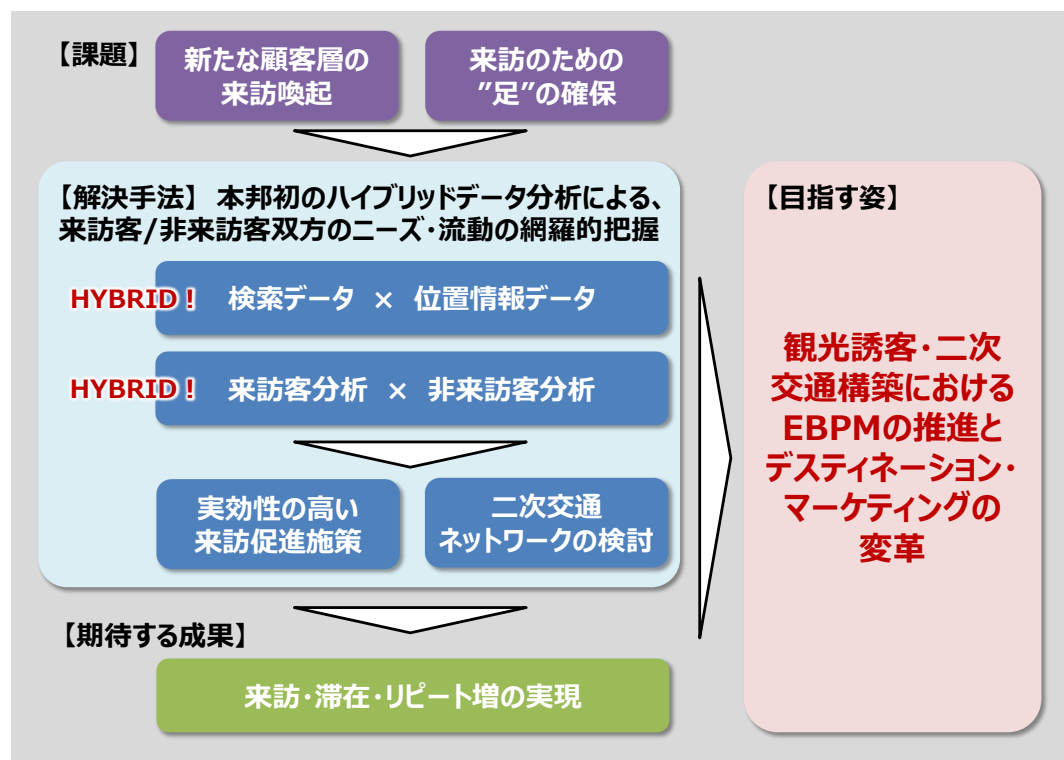 【課題】
新たな顧客層の
来訪喚起
来訪のための
”足”の確保
【解決手法】 本邦初のハイブリッドデータ分析による、
来訪客/非来訪客双方のニーズ・流動の網羅的把握
HYBRID! 検索データ × 位置情報データ
HYBRID! 来訪客分析 × 非来訪客分析
実効性の高い
来訪促進施策
二次交通
ネットワークの検討
【期待する成果】
来訪・滞在・リピート増の実現
【目指す姿】
観光誘客・二次
交通構築における
EBPMの推進と
デスティネーション・
マーケティングの
変革